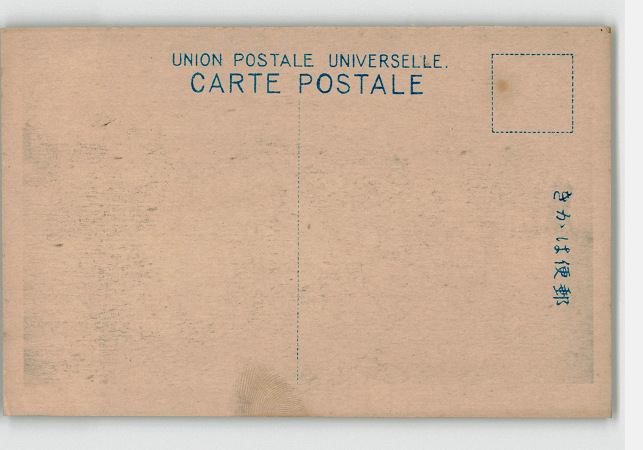 UNION POSTALE UNIVERSELLE.
CARTE POSTALE
きかは便郵